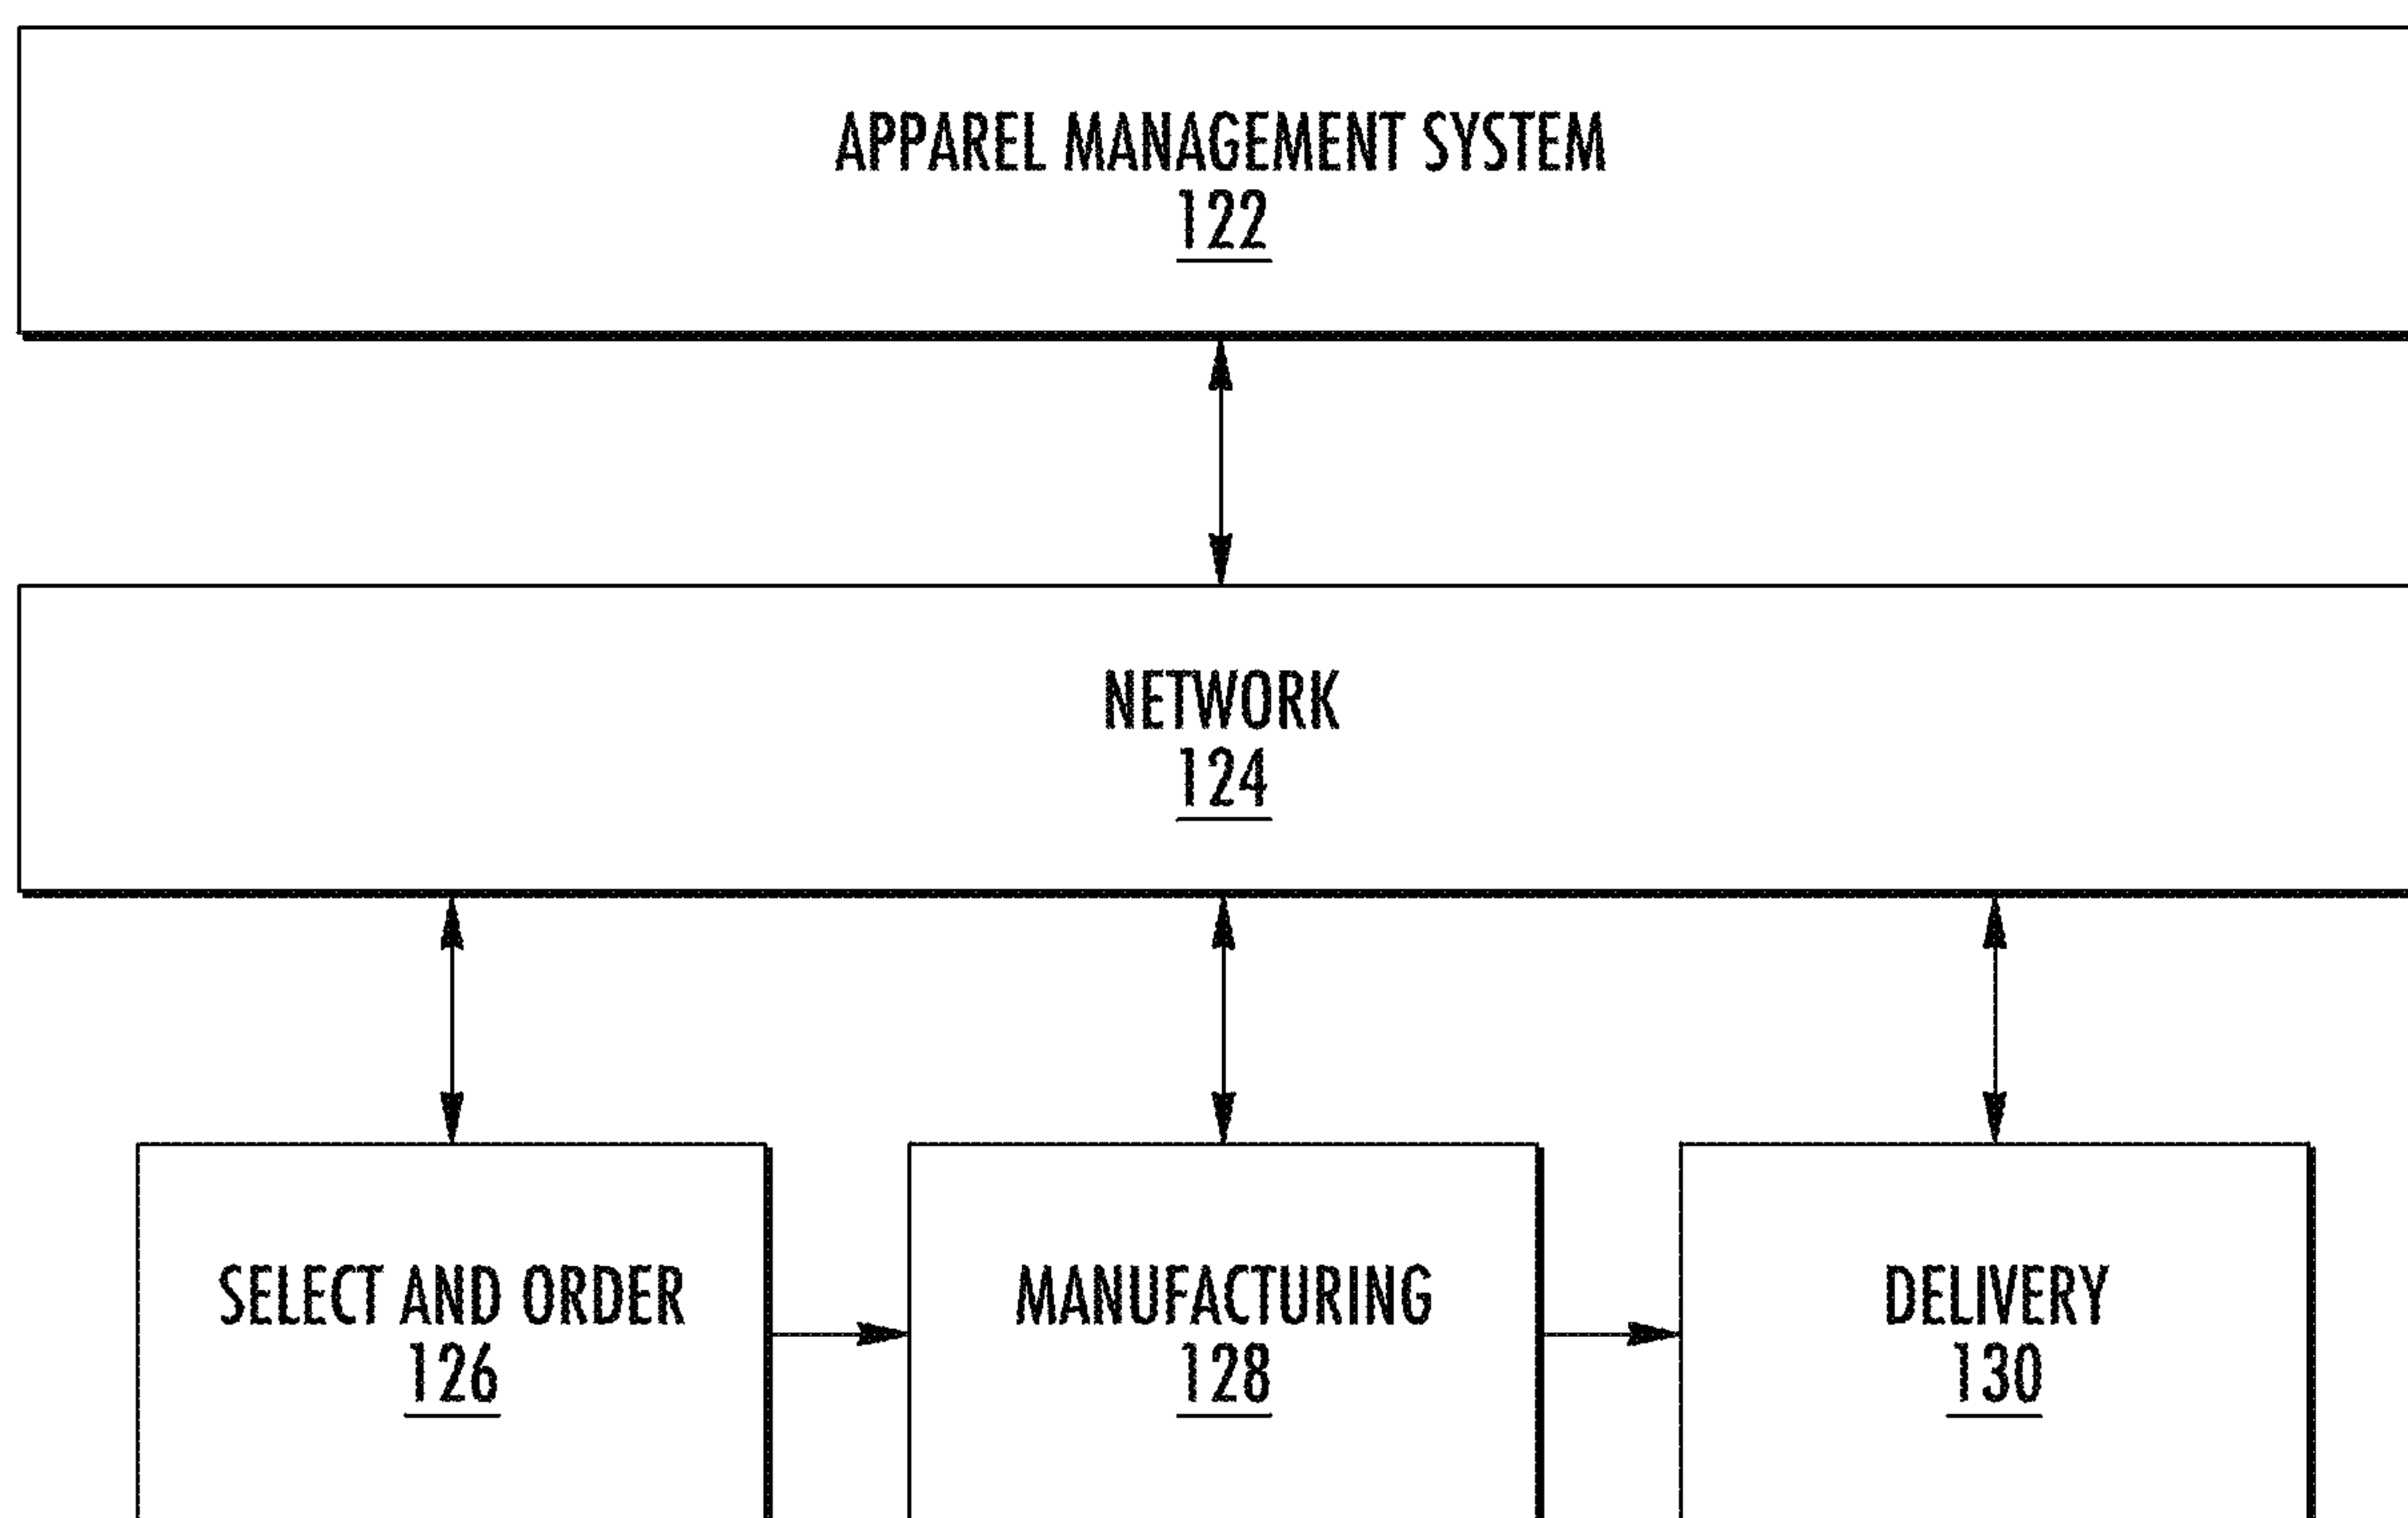 APPAREL MANAGEMENT SYSTEM
122
NETWORK
124
SELECT AND ORDER
126
MANUFACTURING
128
DELIVERY
130